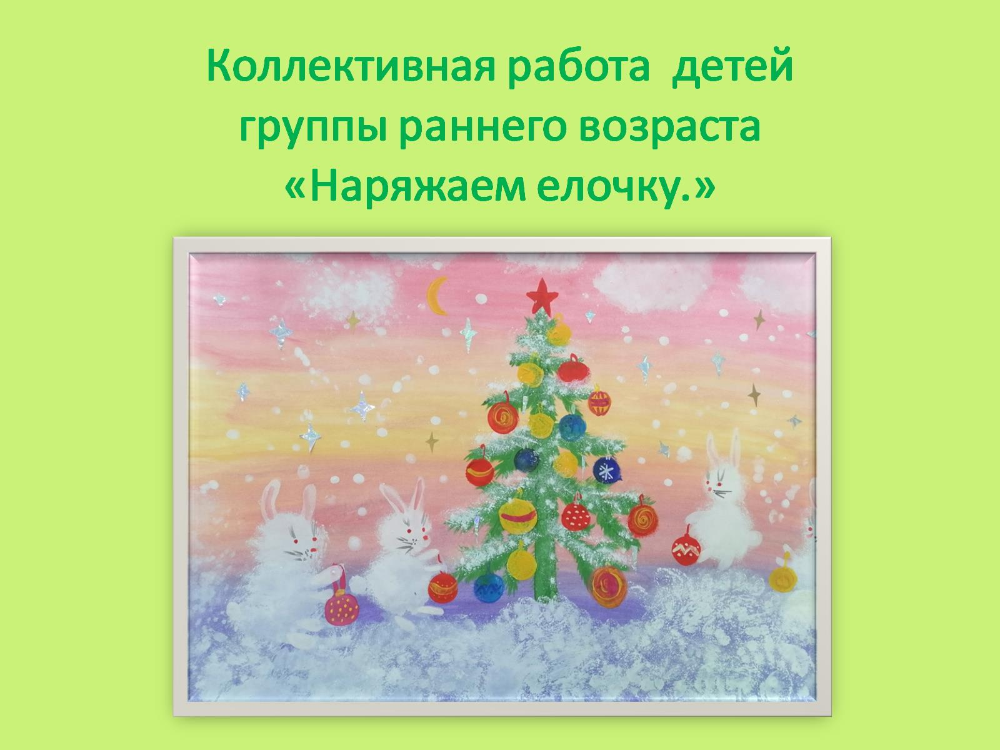 Коллективная работа детей
группы раннего возраста
«Наряжаем елочку.»